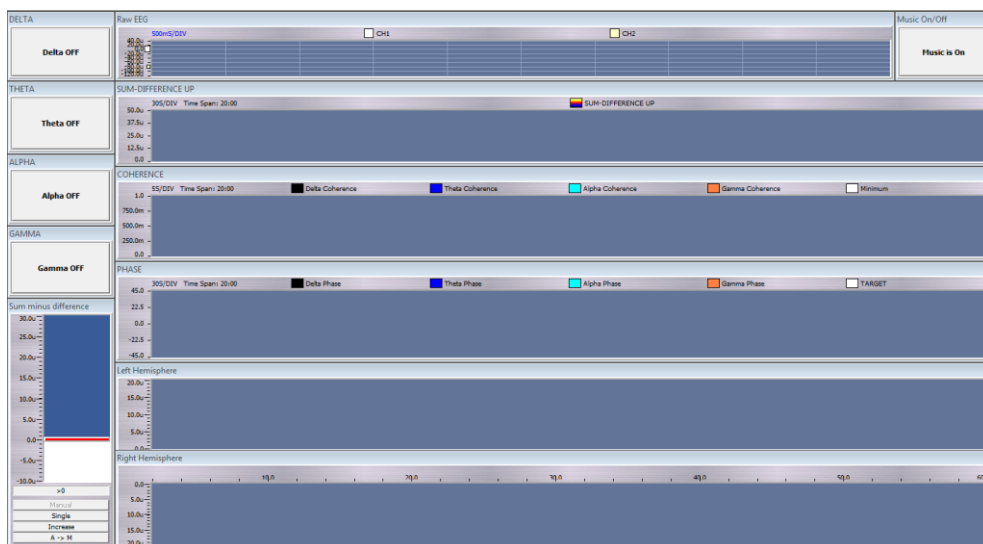 DELTA
Delta OFF
THETA
Theta OFF
ALPHA
Alpha OFF
GAMMA
Gamma OFF
Sum minus difference
30.0u
25.0u
20.0u
15.0u
10.0u
5.0u
0.0
-5.0u
-10.0u
>0
Manual
Single
Increase
A -> M
Raw EEG
500mS/DIV CH1 CH2
40.0u
SUM-DIFFERENCE UP
30S/DIV Time Span: 20:00 SUM-DIFFERENCE UP
50.0u
37.5u
25.0u
12.5u
0.0
COHERENCE
5S/DIV Time Span: 20:00 Delta Coherence Theta Coherence Alpha Coherence Gamma Coherence Minimum
1.0
750.0m
500.0m
250.0m
0.0
PHASE
30S/DIV Time Span: 20:00 Delta Phase Theta Phase Alpha Phase Gamma Phase TARGET
45.0
22.5
0.0
-22.5
-45.0
Left Hemisphere
20.0u
15.0u
10.0u
5.0u
0.0
Right Hemisphere
10.0 20.0 30.0 40.0 50.0
0.0
5.0u
10.0u
15.0u
20.0u
Music On/Off
Music is On